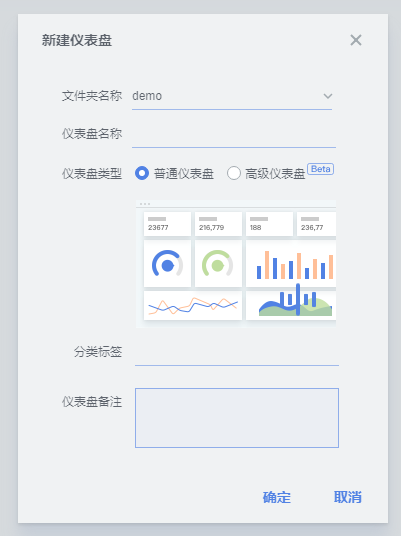 新建仪表盘
文件夹名称 demo
仪表盘名称
仪表盘类型 普通仪表盘 高级仪表盘 Beta
23677 216,779 188 236,77
分类标签
仪表盘备注
确定 取消